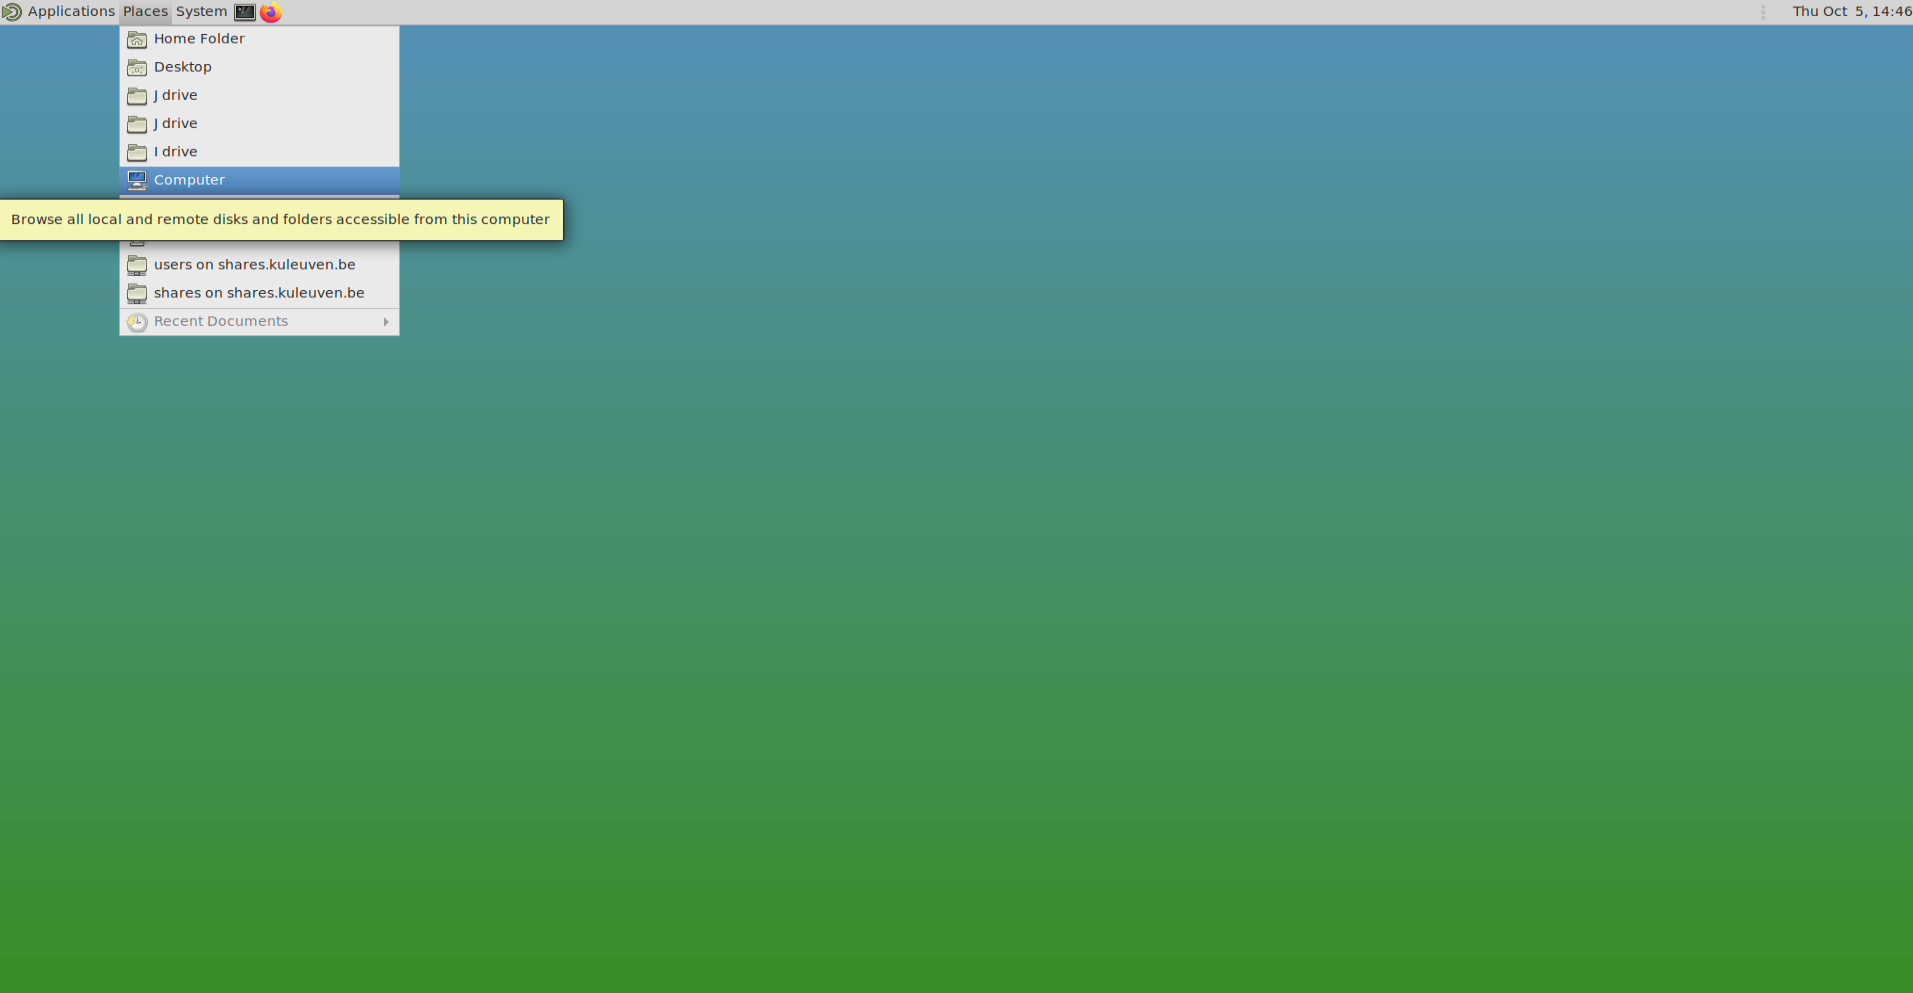 Applications Places System Thu Oct 5, 14:46
Home Folder
Desktop
J drive
J drive
I drive
Computer
Browse all local and remote disks and folders accessible from this computer
users on shares.kuleuven.be
shares on shares.kuleuven.be
Recent Documents